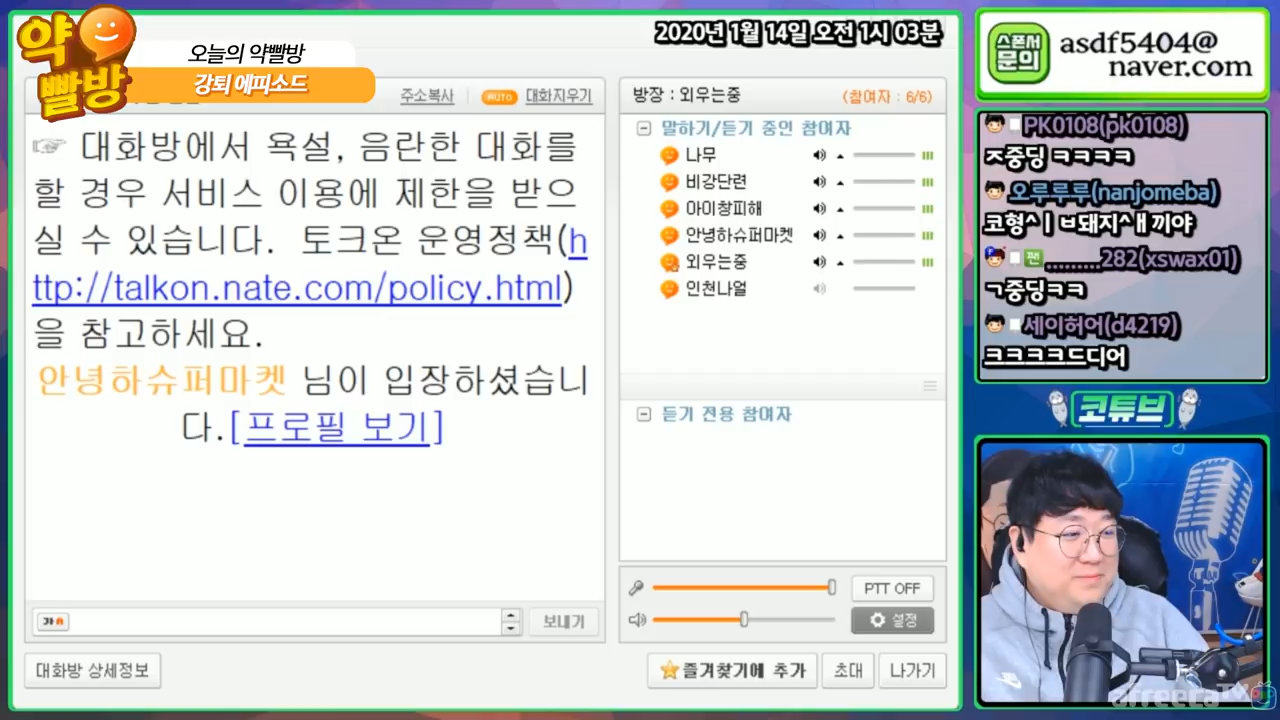 약빨방
오늘의 약빨방
강퇴 에피소드
2020년 1월 14일 오전 1시 03분
주소복사
AUTO
대화지우기
☞ 대화방에서 욕설, 음란한 대화를
할 경우 서비스 이용에 제한을 받으
실 수 있습니다. 토크온 운영정책(h
ttp://talkon.nate.com/policy.html)
을 참고하세요.
안녕하슈퍼마켓 님이 입장하셨습니
다.[프로필 보기]
가
보내기
대화방 상세정보
방장 : 외우는중
(참여자 : 6/6)
말하기/듣기 중인 참여자
나무
비강단련
아이창피해
안녕하슈퍼마켓
외우는중
인천나얼
듣기 전용 참여자
PTT OFF
설정
즐겨찾기에 추가
초대
나가기
스폰서
문의
asdf5404@
naver.com
PK0108(pk0108)
ㅈ중딩 ㅋㅋㅋㅋ
오루루루(nanjomeba)
코형^ㅣㅂ돼지^ㅐ끼야
팬
.........282(xswax01)
ㄱ중딩ㅋㅋ
세이허어(d4219)
ㅋㅋㅋㅋ드디어
코튜브
afreecaTV